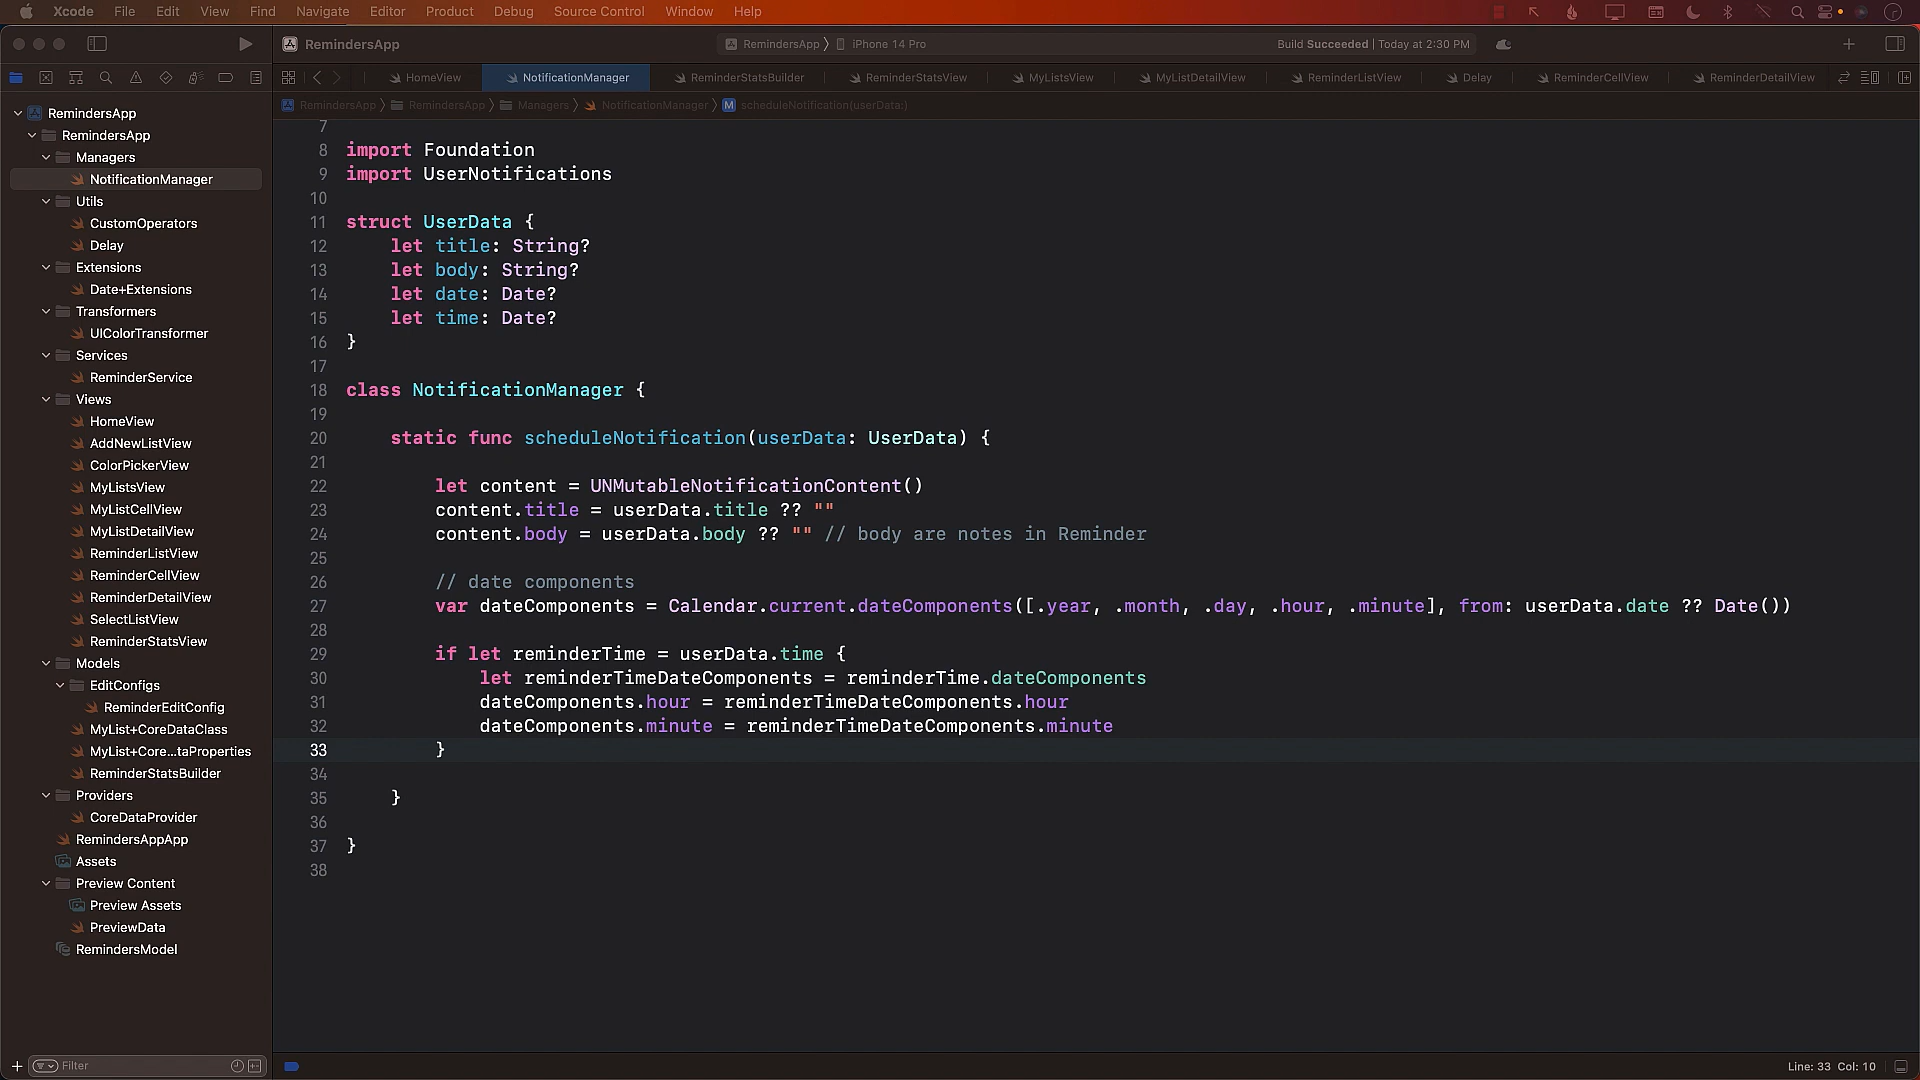 Xcode File Edit View Find Navigate Editor Product Debug Source Control Window Help
RemindersApp
RemindersApp iPhone 14 Pro
Build Succeeded | Today at 2:30 PM
HomeView NotificationManager ReminderStatsBuilder ReminderStatsView MyListsView MyListDetailView ReminderListView Delay ReminderCellView ReminderDetailView
RemindersApp RemindersApp Managers NotificationManager M scheduleNotification(userData:)
RemindersApp
RemindersApp
Managers
NotificationManager
Utils
CustomOperators
Delay
Extensions
Date+Extensions
Transformers
UIColorTransformer
Services
ReminderService
Views
HomeView
AddNewListView
ColorPickerView
MyListsView
MyListCellView
MyListDetailView
ReminderListView
ReminderCellView
ReminderDetailView
SelectListView
ReminderStatsView
Models
EditConfigs
ReminderEditConfig
MyList+CoreDataClass
MyList+Core...taProperties
ReminderStatsBuilder
Providers
CoreDataProvider
RemindersAppApp
Assets
Preview Content
Preview Assets
PreviewData
RemindersModel
Filter
7
8 import Foundation
9 import UserNotifications
10
11 struct UserData {
12 let title: String?
13 let body: String?
14 let date: Date?
15 let time: Date?
16 }
17
18 class NotificationManager {
19
20 static func scheduleNotification(userData: UserData) {
21
22 let content = UNMutableNotificationContent()
23 content.title = userData.title ?? ""
24 content.body = userData.body ?? "" // body are notes in Reminder
25
26 // date components
27 var dateComponents = Calendar.current.dateComponents([.year, .month, .day, .hour, .minute], from: userData.date ?? Date())
28
29 if let reminderTime = userData.time {
30 let reminderTimeDateComponents = reminderTime.dateComponents
31 dateComponents.hour = reminderTimeDateComponents.hour
32 dateComponents.minute = reminderTimeDateComponents.minute
33 }
34
35 }
36
37 }
38
Line: 33 Col: 10